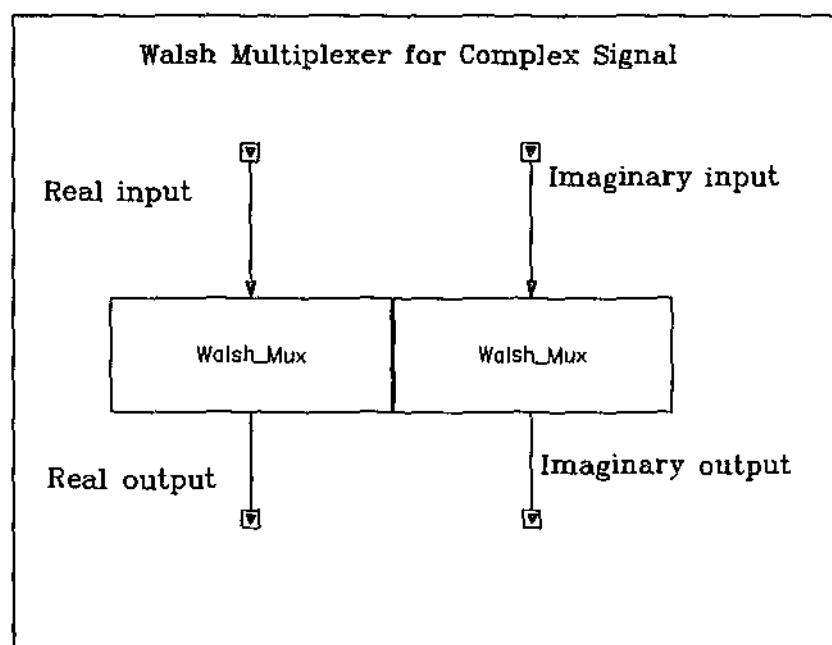 Walsh Multiplexer for Complex Signal
Real input
Imaginary input
Walsh_Mux
Walsh_Mux
Real output
Imaginary output